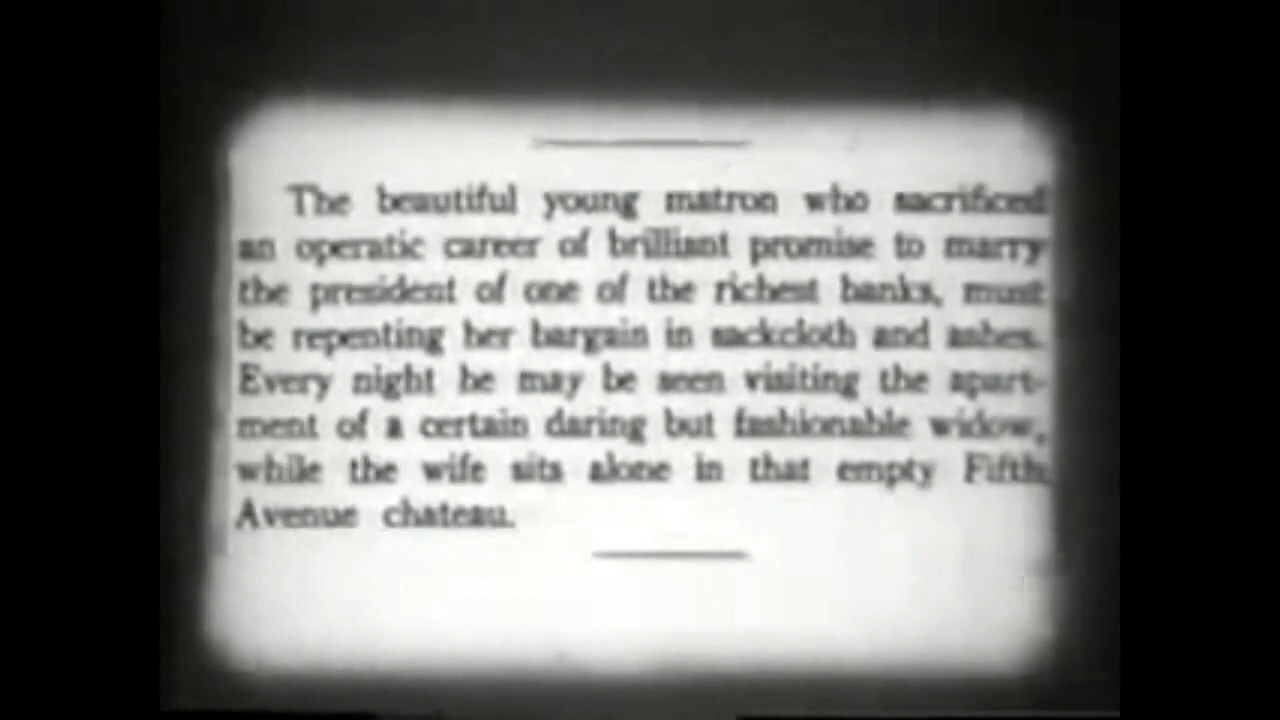 The beautiful young matron who sacrificed
an operatic career of brilliant promise to marry
the president of one of the richest banks, must
be repenting her bargain in sackcloth and ashes.
Every night he may be seen visiting the apart-
ment of a certain daring but fashionable widow,
while the wife sits alone in that empty Fifth
Avenue chateau.